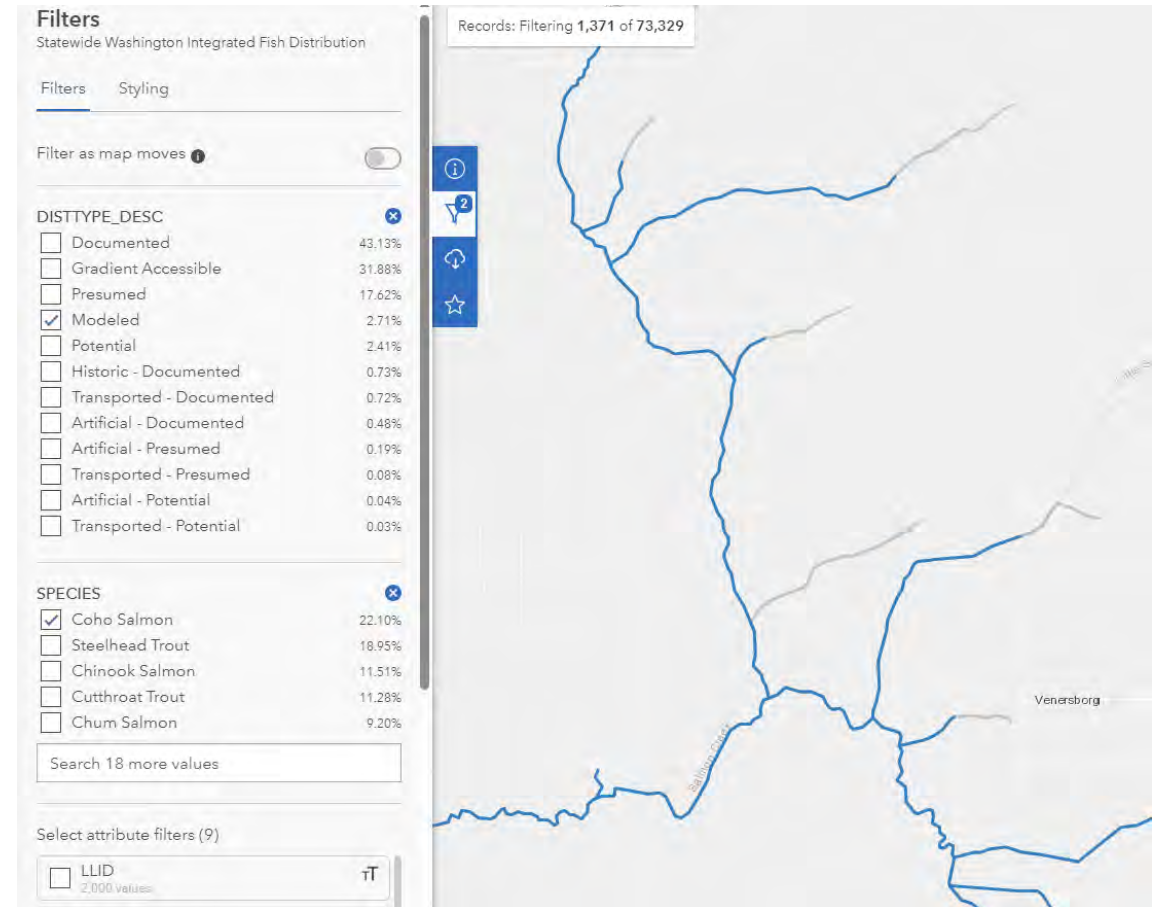 Filters
Statewide Washington Integrated Fish Distribution
Filters Styling
Filter as map moves
DISTTYPE_DESC
Documented 43.13%
Gradient Accessible 31.88%
Presumed 17.62%
Modeled 2.71%
Potential 2.41%
Historic - Documented 0.73%
Transported - Documented 0.72%
Artificial - Documented 0.48%
Artificial - Presumed 0.19%
Transported - Presumed 0.08%
Artificial - Potential 0.04%
Transported - Potential 0.03%
SPECIES
Coho Salmon 22.10%
Steelhead Trout 18.95%
Chinook Salmon 11.51%
Cutthroat Trout 11.28%
Chum Salmon 9.20%
Search 18 more values
Select attribute filters (9)
LLID TT
2,000 values
Records: Filtering 1,371 of 73,329
2
Venersborg
Salmon Creek